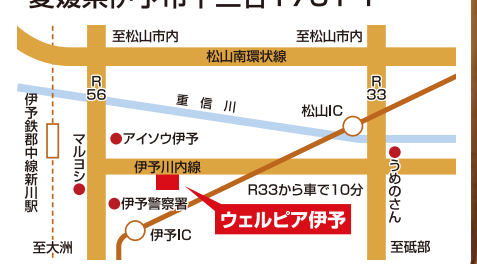 至松山市内
至松山市内
松山南環状線
R
56
R
33
重信川
松山IC
伊予鉄郡中線新川駅
マルヨシ
アイソウ伊予
伊予川内線
うめのさん
R33から車で10分
伊予警察署
ウェルピア伊予
伊予IC
至大洲
至砥部